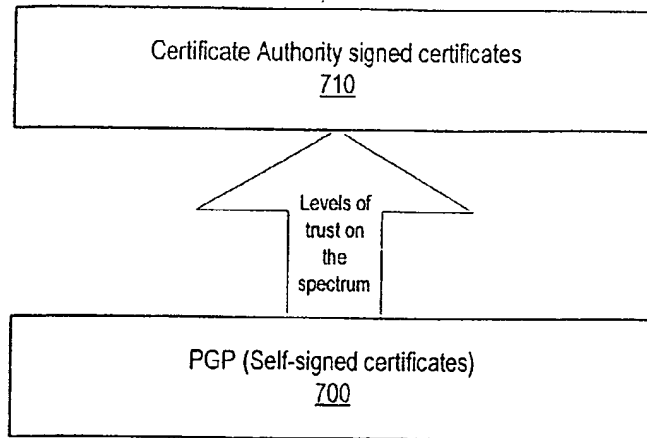 Certificate Authority signed certificates
710
Levels of
trust on
the
spectrum
PGP (Self-signed certificates)
700